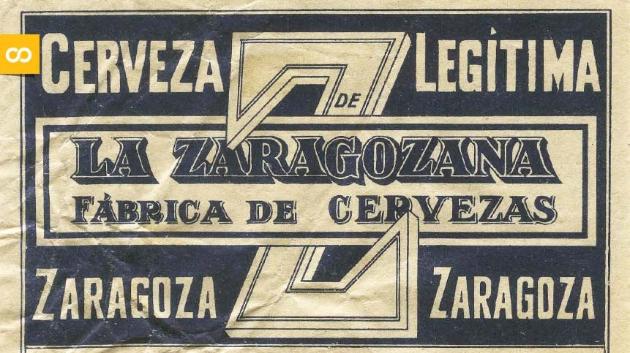 CERVEZA LEGÍTIMA
DE
LA ZARAGOZANA
FÁBRICA DE CERVEZAS
ZARAGOZA ZARAGOZA